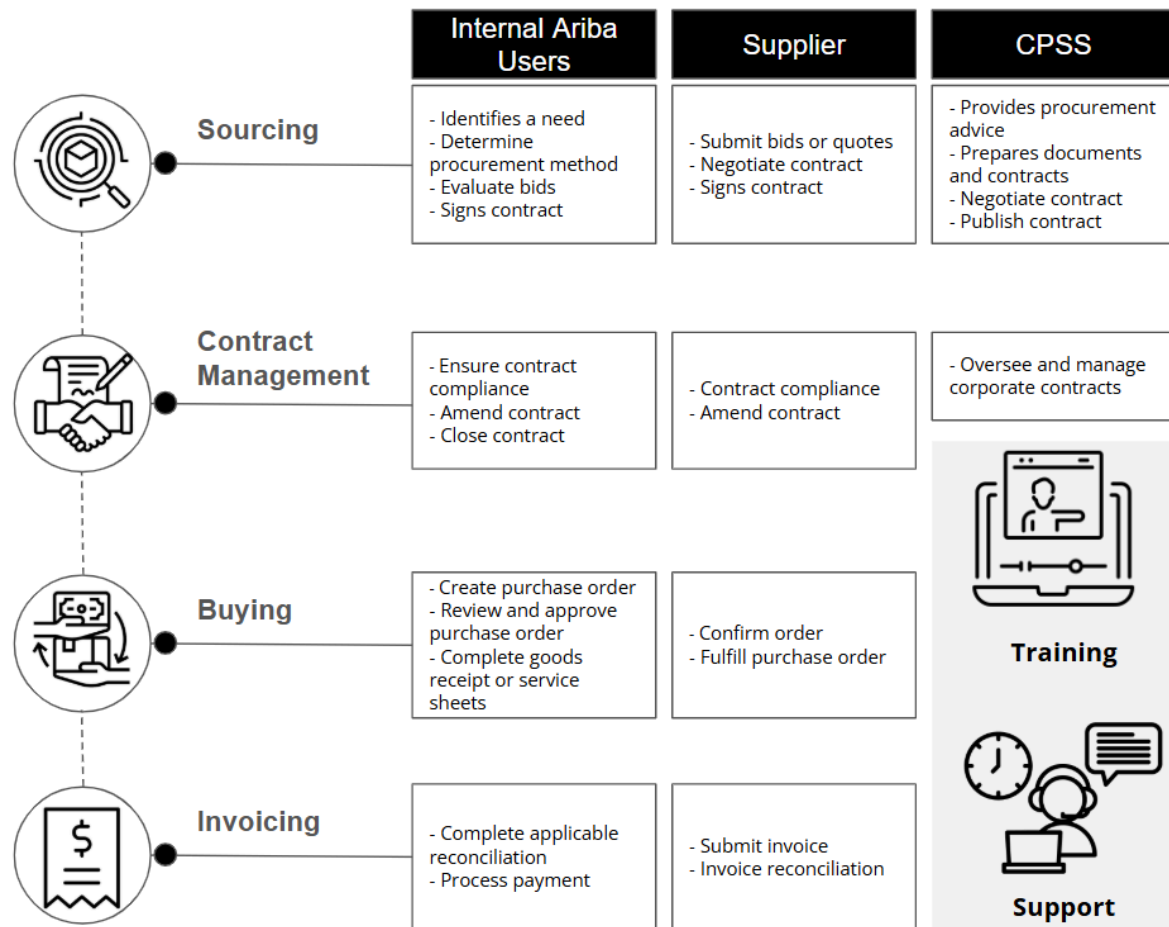 Internal Ariba
Users
Supplier
CPSS
Sourcing
- Identifies a need
- Determine
procurement method
- Evaluate bids
- Signs contract
- Submit bids or quotes
- Negotiate contract
- Signs contract
- Provides procurement
advice
- Prepares documents
and contracts
- Negotiate contract
- Publish contract
Contract
Management
- Ensure contract
compliance
- Amend contract
- Close contract
- Contract compliance
- Amend contract
- Oversee and manage
corporate contracts
Buying
- Create purchase order
- Review and approve
purchase order
- Complete goods
receipt or service
sheets
- Confirm order
- Fulfill purchase order
Training
Invoicing
- Complete applicable
reconciliation
- Process payment
- Submit invoice
- Invoice reconciliation
Support
$